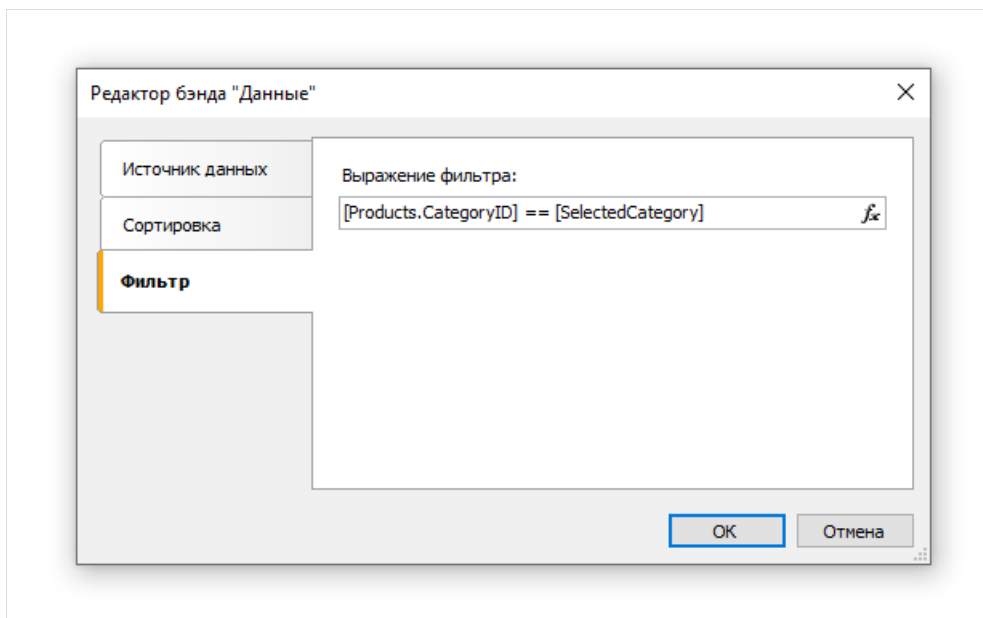 Редактор бэнда "Данные"
Источник данных
Сортировка
Фильтр
Выражение фильтра:
[Products.CategoryID] == [SelectedCategory]
fx
OK
Отмена